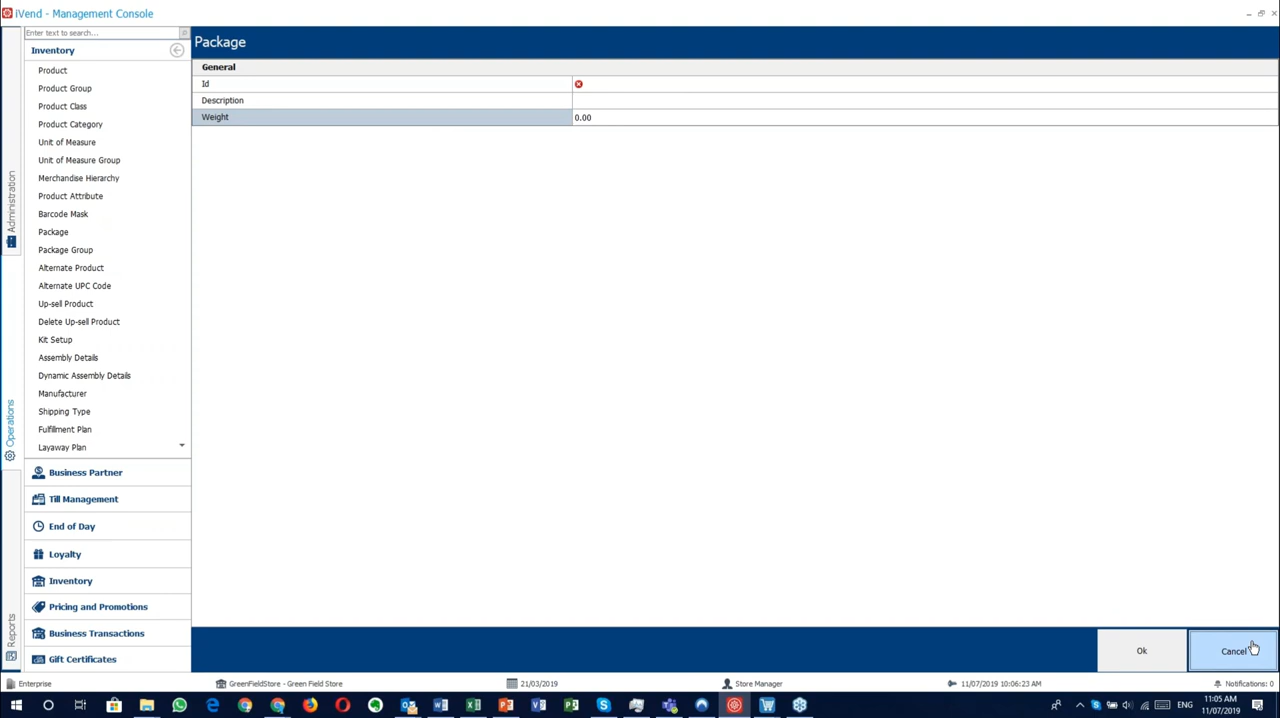 iVend - Management Console
Enter text to search...
Inventory
Product
Product Group
Product Class
Product Category
Unit of Measure
Unit of Measure Group
Merchandise Hierarchy
Product Attribute
Barcode Mask
Package
Package Group
Alternate Product
Alternate UPC Code
Up-sell Product
Delete Up-sell Product
Kit Setup
Assembly Details
Dynamic Assembly Details
Manufacturer
Shipping Type
Fulfillment Plan
Layaway Plan
Business Partner
Till Management
End of Day
Loyalty
Inventory
Pricing and Promotions
Business Transactions
Gift Certificates
Administration
Operations
Reports
Package
General
Id
Description
Weight 0.00
Ok Cancel
Enterprise GreenFieldStore - Green Field Store 21/03/2019 Store Manager 11/07/2019 10:06:23 AM Notifications: 0
ENG 11:05 AM
11/07/2019